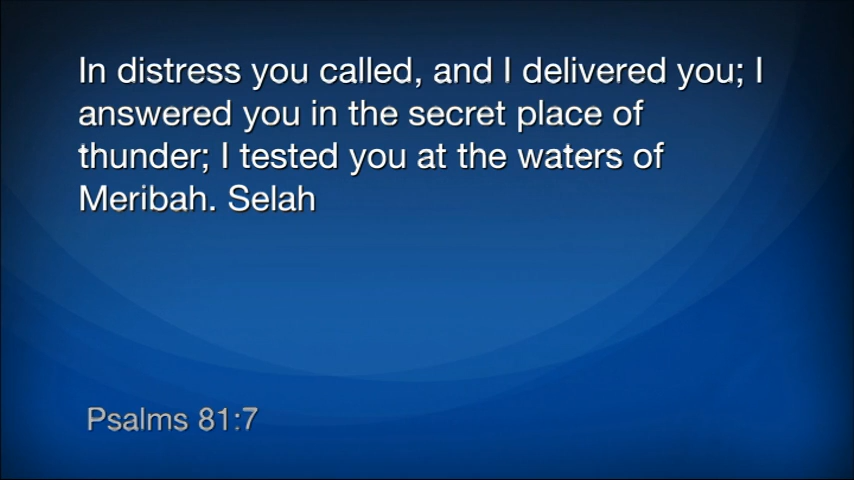 In distress you called, and I delivered you; I
answered you in the secret place of
thunder; I tested you at the waters of
Meribah. Selah
Psalms 81:7